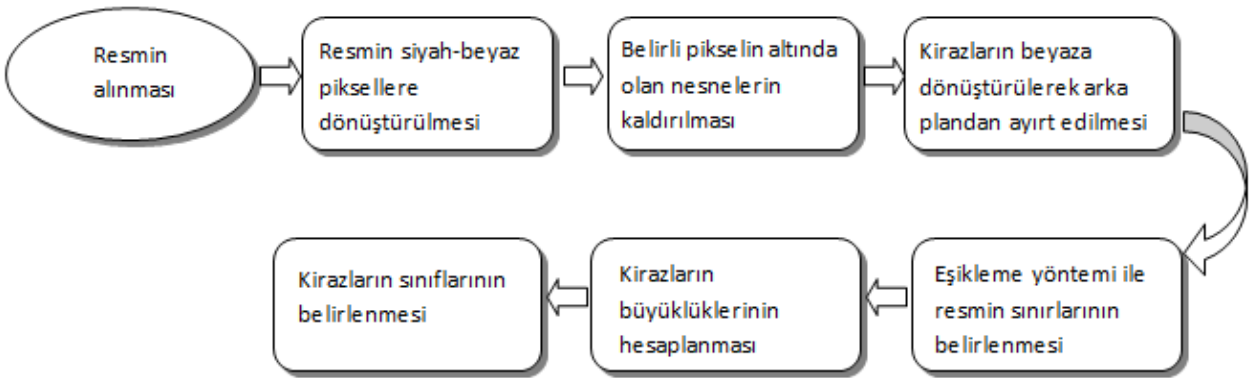 Resmin
alınması
Resmin siyah-beyaz
piksellere
dönüştürülmesi
Belirli pikselin altında
olan nesnelerin
kaldırılması
Kirazların beyaza
dönüştürülerek arka
plandan ayırt edilmesi
Eşikleme yöntemi ile
resmin sınırlarının
belirlenmesi
Kirazların
büyüklüklerinin
hesaplanması
Kirazların sınıflarının
belirlenmesi